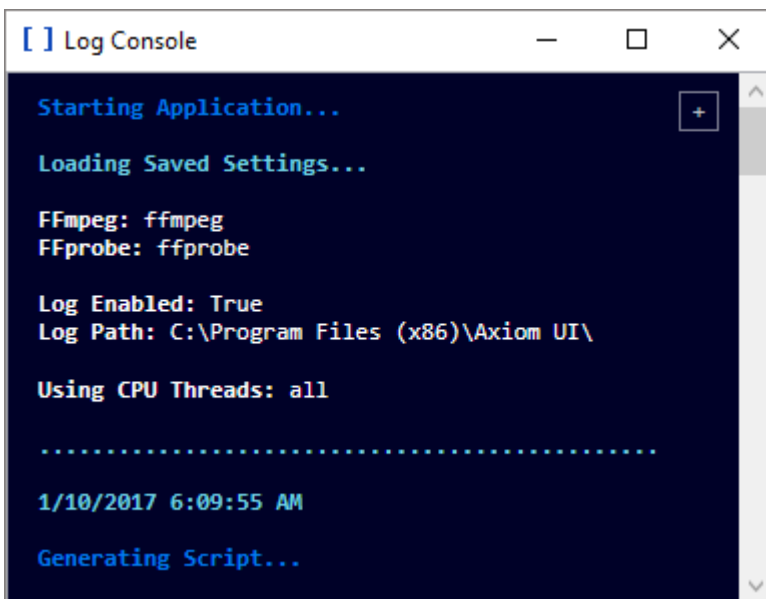 [ ] Log Console
Starting Application...
+
Loading Saved Settings...
FFmpeg: ffmpeg
FFprobe: ffprobe
Log Enabled: True
Log Path: C:\Program Files (x86)\Axiom UI\
Using CPU Threads: all
...............................................
1/10/2017 6:09:55 AM
Generating Script...